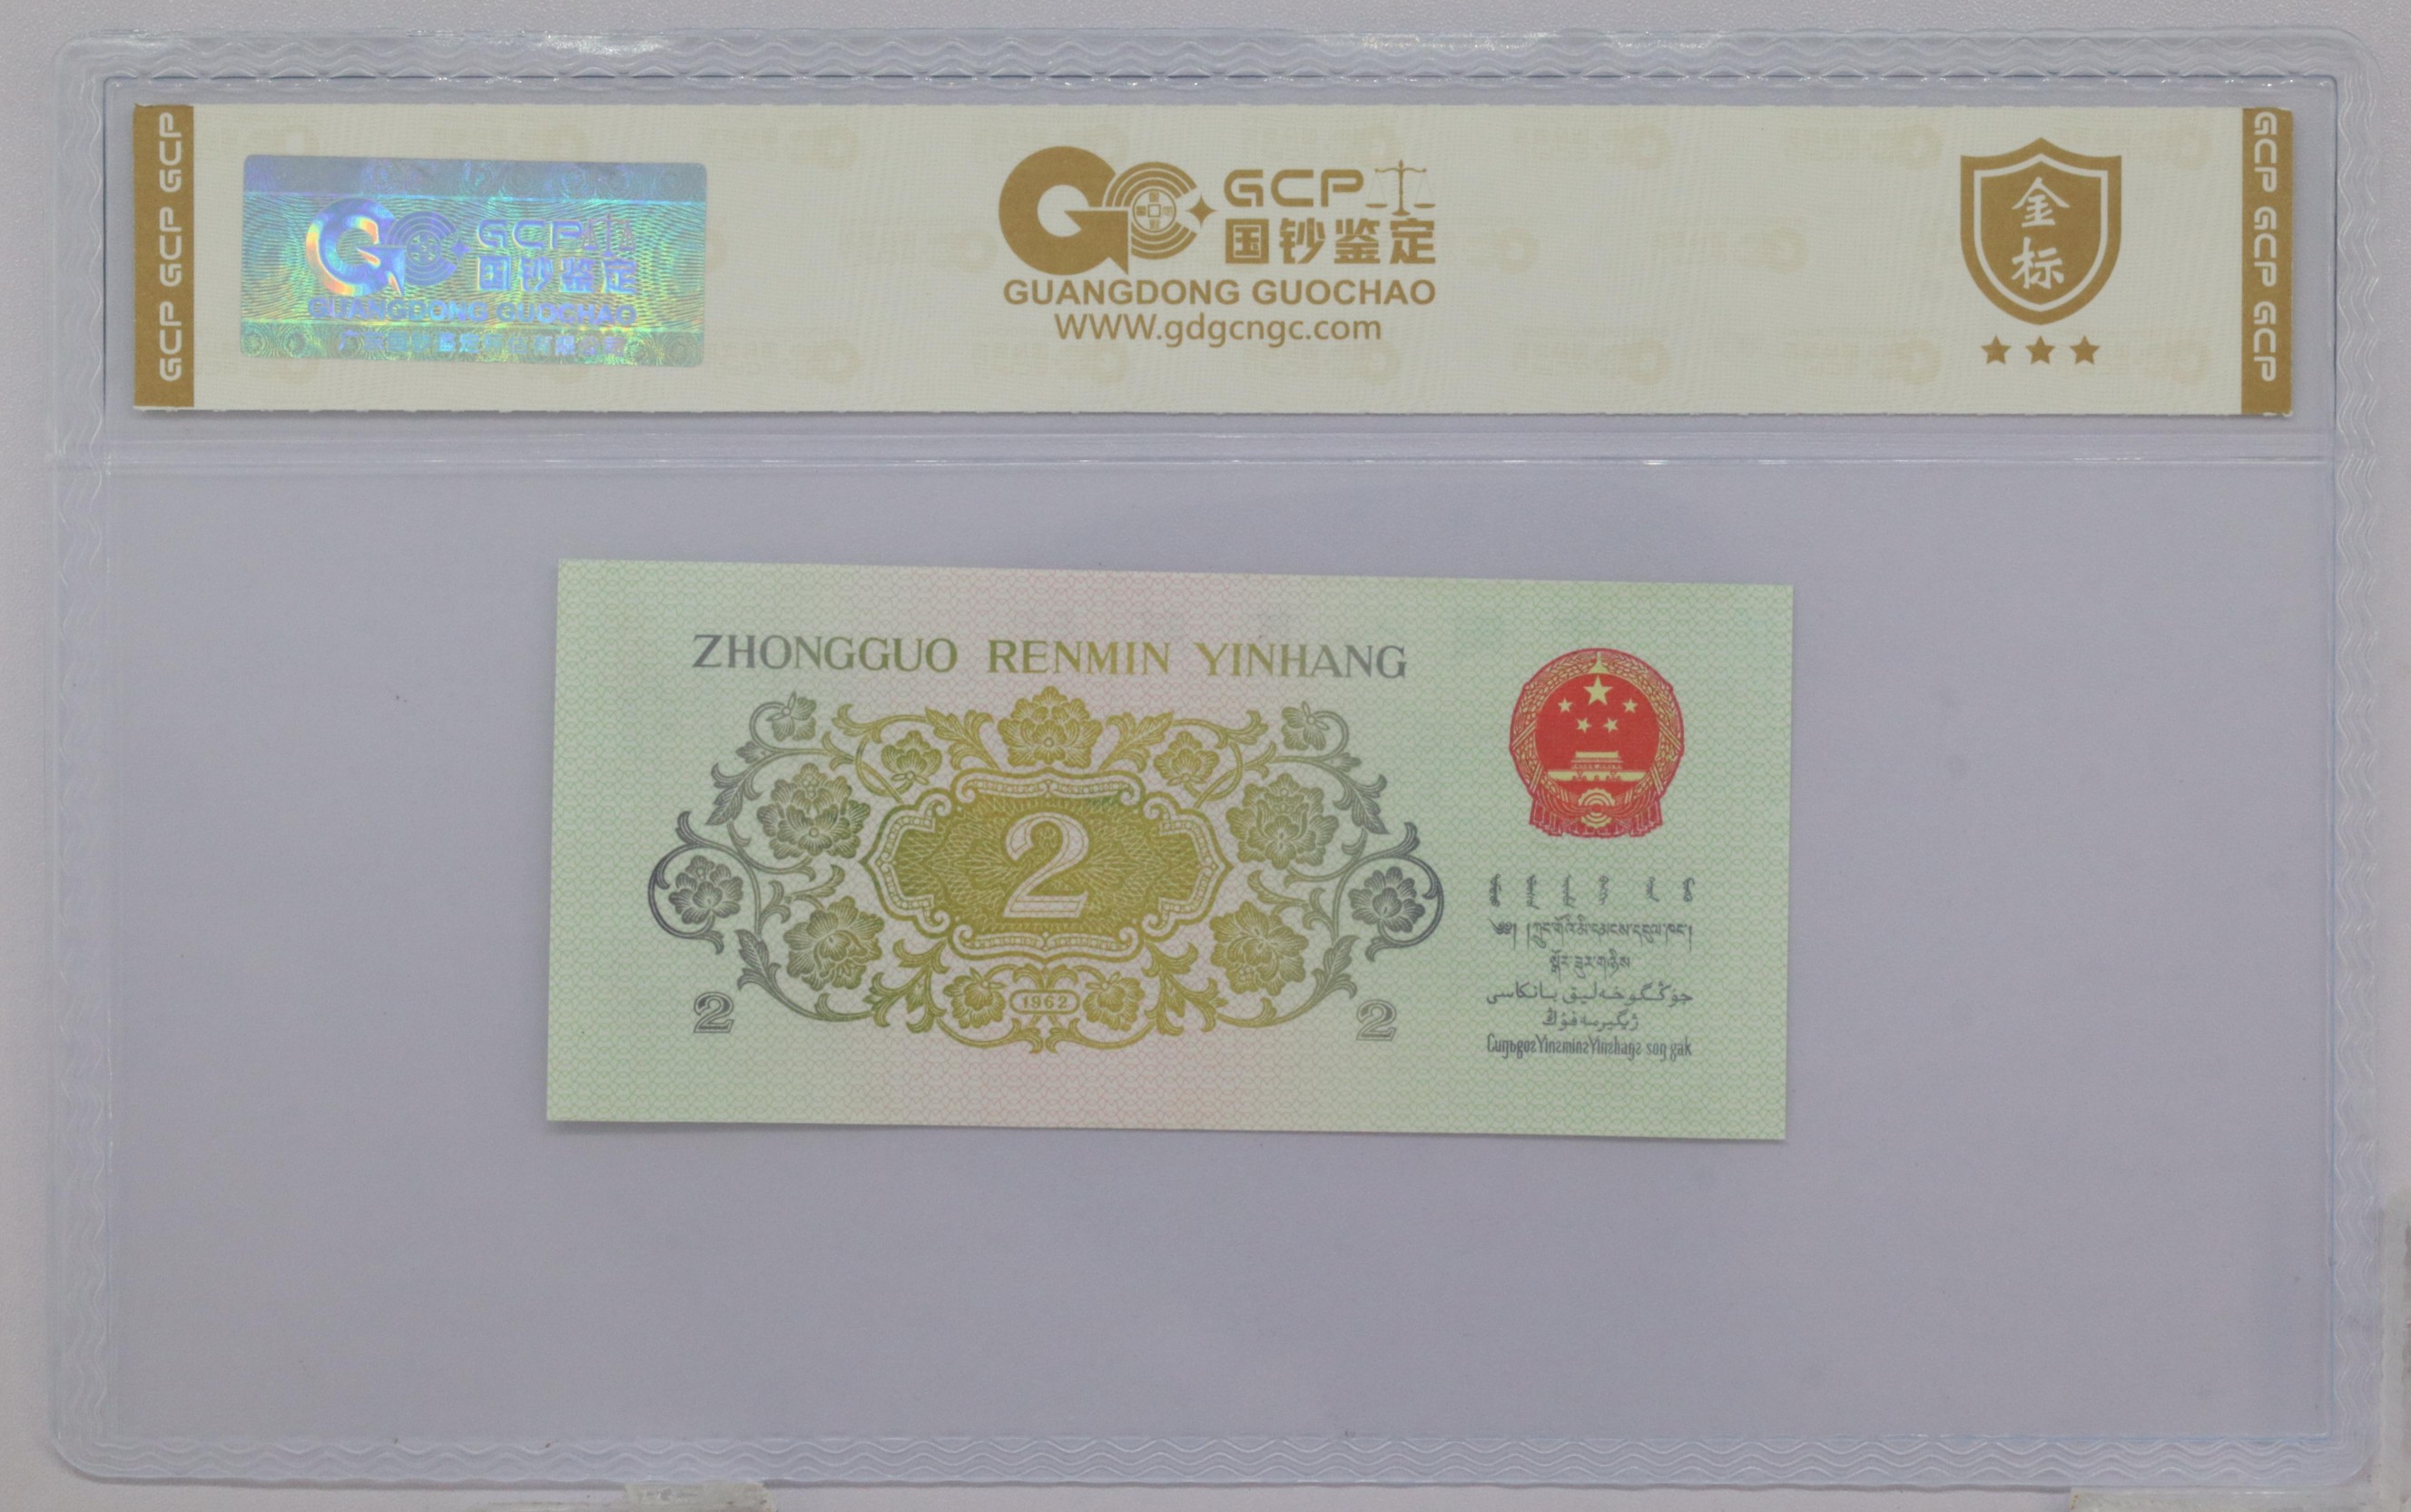 GCP GCP GCP
GCP
国钞鉴定
GUANGDONG GUOCHAO
GCP
国钞鉴定
GUANGDONG GUOCHAO
WWW.gdgcngc.com
金
标
GCP GCP GCP
ZHONGGUO RENMIN YINHANG
2
1962
2
2